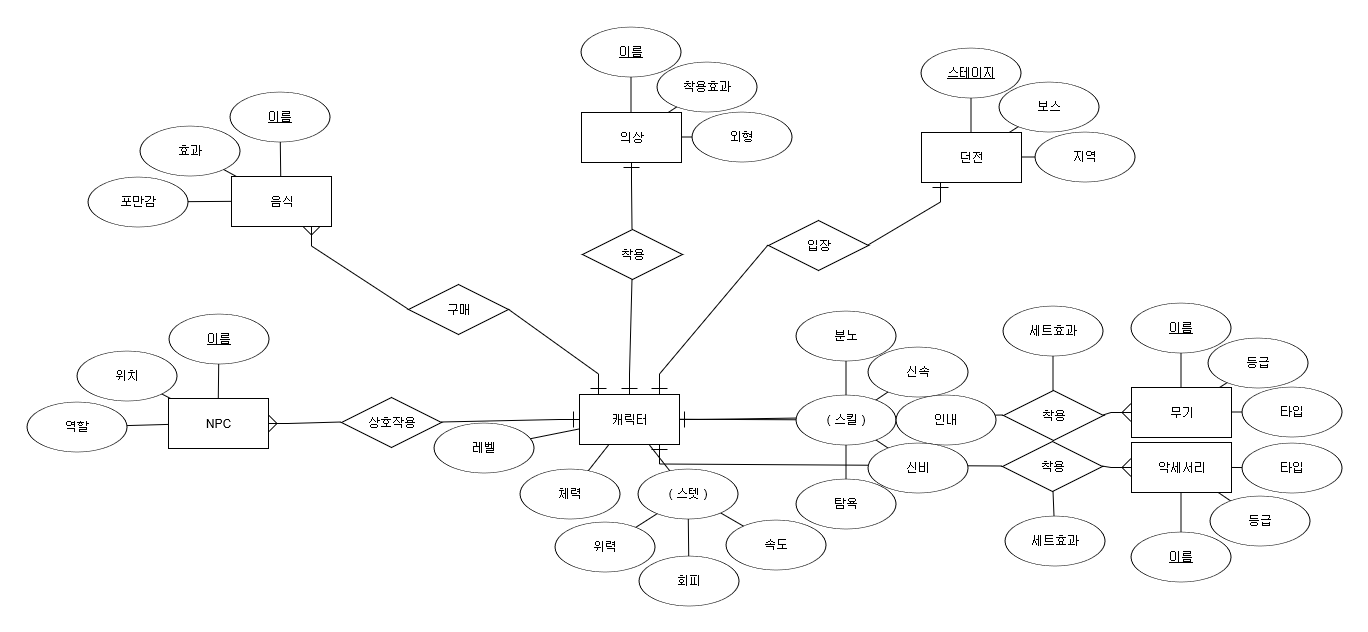 이름
착용효과
의상
외형
스테이지
보스
던전
지역
이름
효과
포만감
음식
착용
입장
구매
이름
위치
역할
NPC
상호작용
캐릭터
레벨
체력
( 스텟 )
위력
회피
속도
분노
신속
( 스킬 )
인내
신비
탐욕
세트효과
착용
이름
등급
무기
타입
착용
세트효과
악세서리
타입
등급
이름